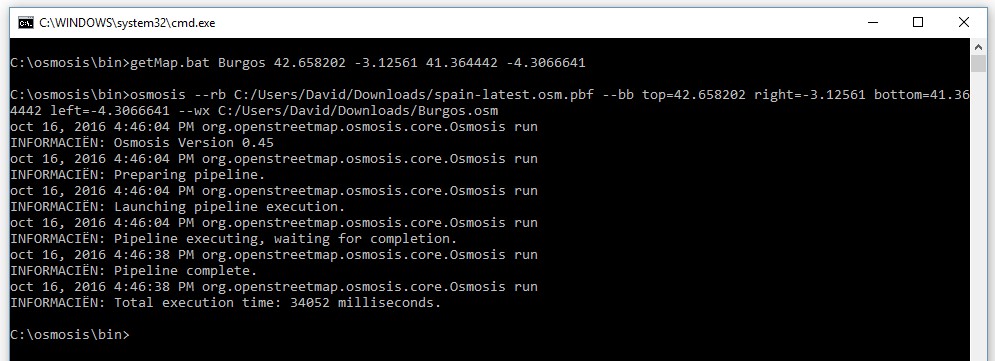 C:\WINDOWS\system32\cmd.exe
C:\osmosis\bin>getMap.bat Burgos 42.658202 -3.12561 41.364442 -4.3066641
C:\osmosis\bin>osmosis --rb C:/Users/David/Downloads/spain-latest.osm.pbf --bb top=42.658202 right=-3.12561 bottom=41.36
4442 left=-4.3066641 --wx C:/Users/David/Downloads/Burgos.osm
oct 16, 2016 4:46:04 PM org.openstreetmap.osmosis.core.Osmosis run
INFORMACIËN: Osmosis Version 0.45
oct 16, 2016 4:46:04 PM org.openstreetmap.osmosis.core.Osmosis run
INFORMACIËN: Preparing pipeline.
oct 16, 2016 4:46:04 PM org.openstreetmap.osmosis.core.Osmosis run
INFORMACIËN: Launching pipeline execution.
oct 16, 2016 4:46:04 PM org.openstreetmap.osmosis.core.Osmosis run
INFORMACIËN: Pipeline executing, waiting for completion.
oct 16, 2016 4:46:38 PM org.openstreetmap.osmosis.core.Osmosis run
INFORMACIËN: Pipeline complete.
oct 16, 2016 4:46:38 PM org.openstreetmap.osmosis.core.Osmosis run
INFORMACIËN: Total execution time: 34052 milliseconds.
C:\osmosis\bin>